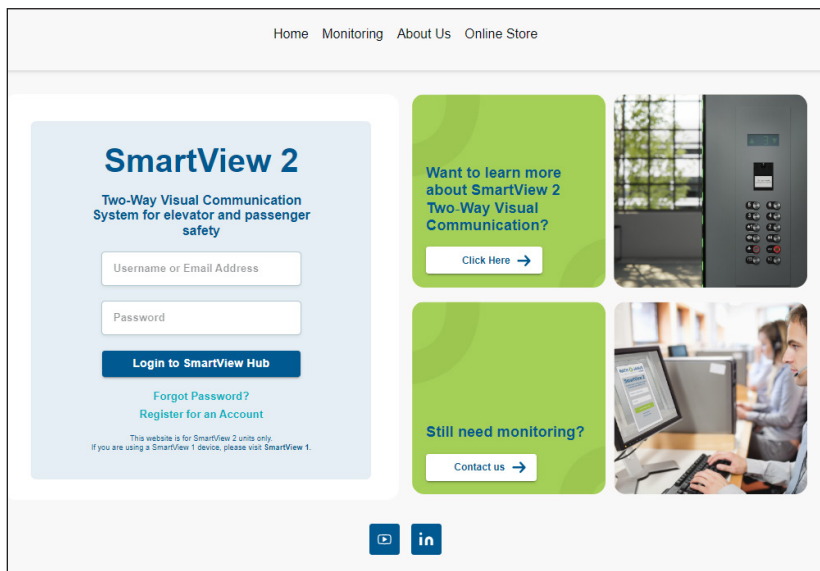 Home Monitoring About Us Online Store
SmartView 2
Two-Way Visual Communication
System for elevator and passenger
safety
Username or Email Address
Password
Login to SmartView Hub
Forgot Password?
Register for an Account
This website is for SmartView 2 units only.
If you are using a SmartView 1 device, please visit SmartView 1.
Want to learn more
about SmartView 2
Two-Way Visual
Communication?
Click Here
Still need monitoring?
Contact us
SmartView 2
in